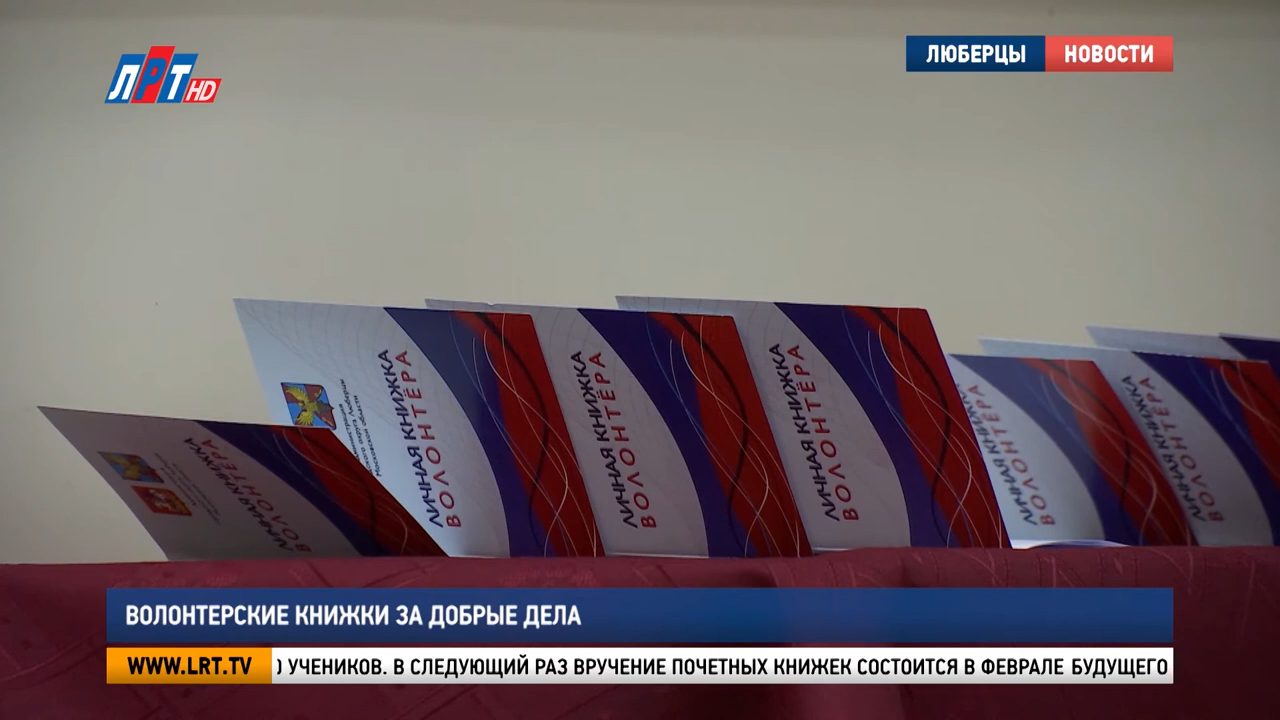 ЛРТ HD
ЛЮБЕРЦЫ НОВОСТИ
ЛИЧНАЯ КНИЖКА
ВОЛОНТЁРА
Московской области
ЛИЧНАЯ КНИЖКА
ВОЛОНТЁРА
ЛИЧНАЯ КНИЖКА
ВОЛОНТЁРА
ЛИЧНАЯ КНИЖКА
ВОЛОНТЁРА
ЛИЧНАЯ КНИЖКА
ВОЛОНТЁРА
ЛИЧНАЯ КНИЖКА
ВОЛОНТЁРА
ВОЛОНТЕРСКИЕ КНИЖКИ ЗА ДОБРЫЕ ДЕЛА
WWW.LRT.TV УЧЕНИКОВ. В СЛЕДУЮЩИЙ РАЗ ВРУЧЕНИЕ ПОЧЕТНЫХ КНИЖЕК СОСТОИТСЯ В ФЕВРАЛЕ БУДУЩЕГО